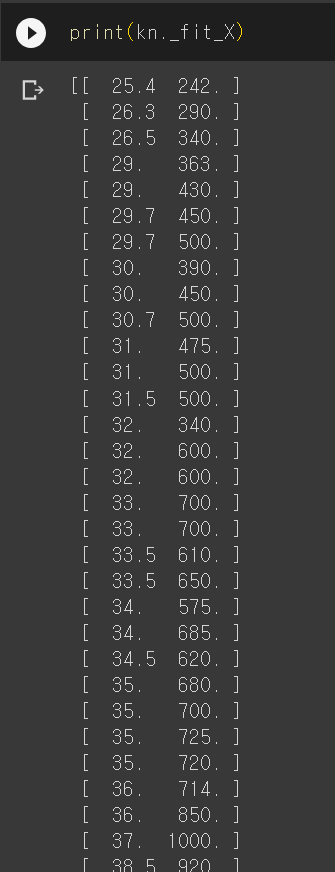 print(kn._fit_X)
[[  25.4  242. ]
[  26.3  290. ]
[  26.5  340. ]
[  29.   363. ]
[  29.   430. ]
[  29.7  450. ]
[  29.7  500. ]
[  30.   390. ]
[  30.   450. ]
[  30.7  500. ]
[  31.   475. ]
[  31.   500. ]
[  31.5  500. ]
[  32.   340. ]
[  32.   600. ]
[  32.   600. ]
[  33.   700. ]
[  33.   700. ]
[  33.5  610. ]
[  33.5  650. ]
[  34.   575. ]
[  34.   685. ]
[  34.5  620. ]
[  35.   680. ]
[  35.   700. ]
[  35.   725. ]
[  35.   720. ]
[  36.   714. ]
[  36.   850. ]
[  37.  1000. ]
[  38.5  920. ]